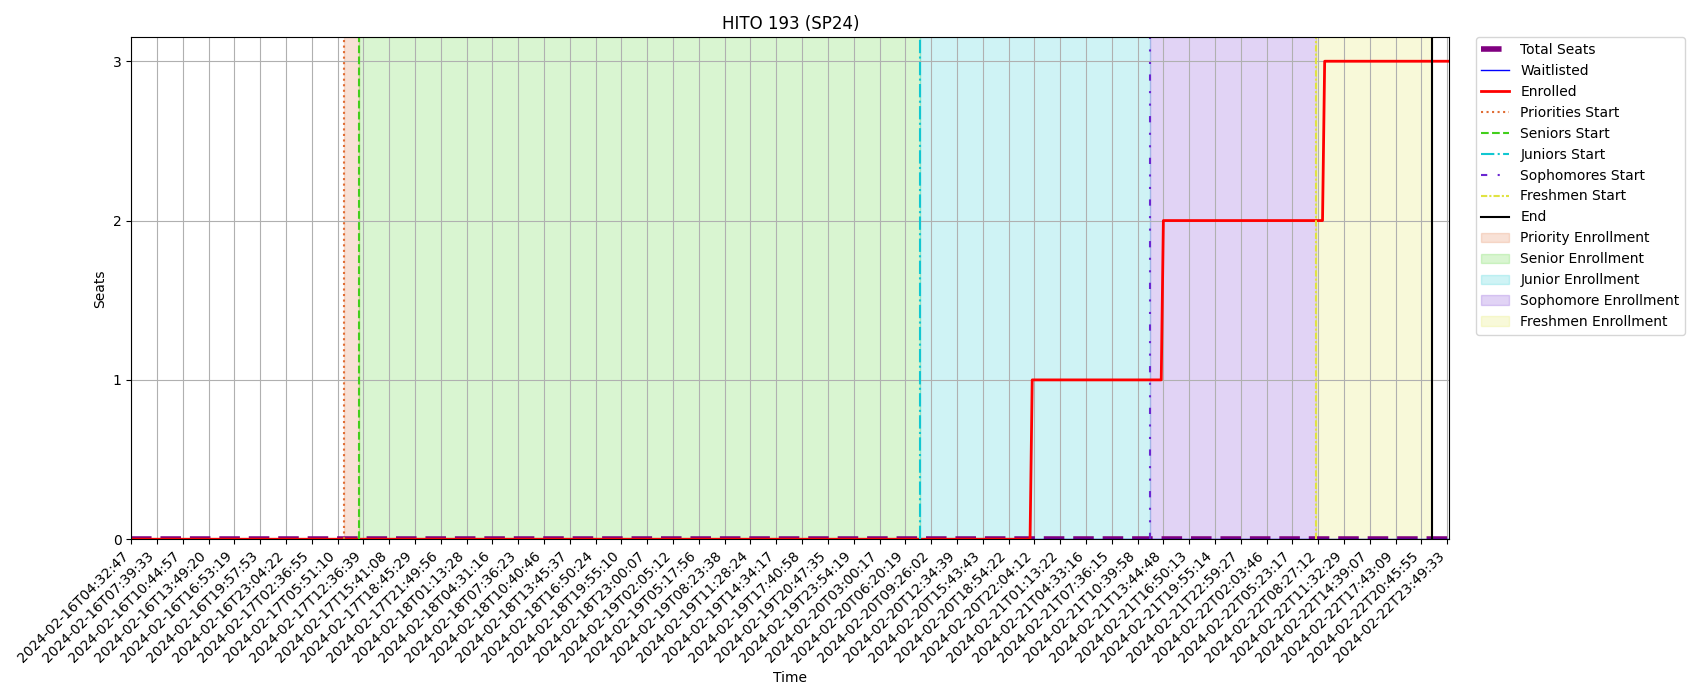 HITO 193 (SP24)
3
2
1
0
Seats
2024-02-16T04:32:47
2024-02-16T07:39:33
2024-02-16T10:44:57
2024-02-16T13:49:20
2024-02-16T16:53:19
2024-02-16T19:57:53
2024-02-16T23:04:22
2024-02-17T02:36:55
2024-02-17T05:51:10
2024-02-17T12:36:39
2024-02-17T15:41:08
2024-02-17T18:45:29
2024-02-17T21:49:56
2024-02-18T01:13:28
2024-02-18T04:31:16
2024-02-18T07:36:23
2024-02-18T10:40:46
2024-02-18T13:45:37
2024-02-18T16:50:24
2024-02-18T19:55:10
2024-02-18T23:00:07
2024-02-19T02:05:12
2024-02-19T05:17:56
2024-02-19T08:23:38
2024-02-19T11:28:24
2024-02-19T14:34:17
2024-02-19T17:40:58
2024-02-19T20:47:35
2024-02-19T23:54:19
2024-02-20T03:00:17
2024-02-20T06:20:19
2024-02-20T09:26:02
2024-02-20T12:34:39
2024-02-20T15:43:43
2024-02-20T18:54:22
2024-02-20T22:04:12
2024-02-21T01:13:22
2024-02-21T04:33:16
2024-02-21T07:36:15
2024-02-21T10:39:58
2024-02-21T13:44:48
2024-02-21T16:50:13
2024-02-21T19:55:14
2024-02-21T22:59:27
2024-02-22T02:03:46
2024-02-22T05:23:17
2024-02-22T08:27:12
2024-02-22T11:32:29
2024-02-22T14:39:07
2024-02-22T17:43:09
2024-02-22T20:45:55
2024-02-22T23:49:33
Time
Total Seats
Waitlisted
Enrolled
Priorities Start
Seniors Start
Juniors Start
Sophomores Start
Freshmen Start
End
Priority Enrollment
Senior Enrollment
Junior Enrollment
Sophomore Enrollment
Freshmen Enrollment